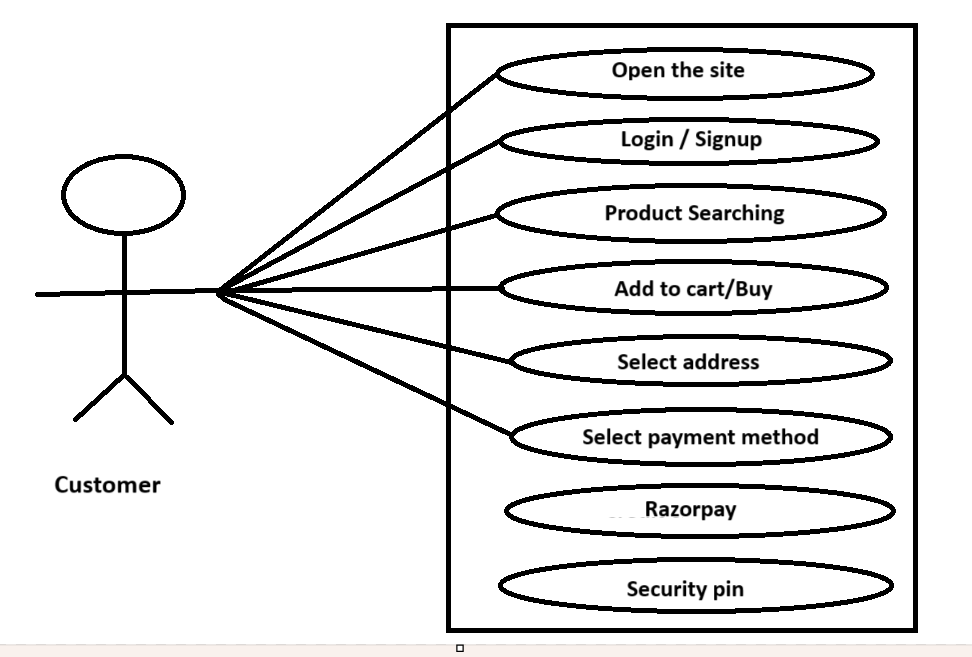 Open the site
Login / Signup
Product Searching
Add to cart/Buy
Select address
Select payment method
Razorpay
Security pin
Customer